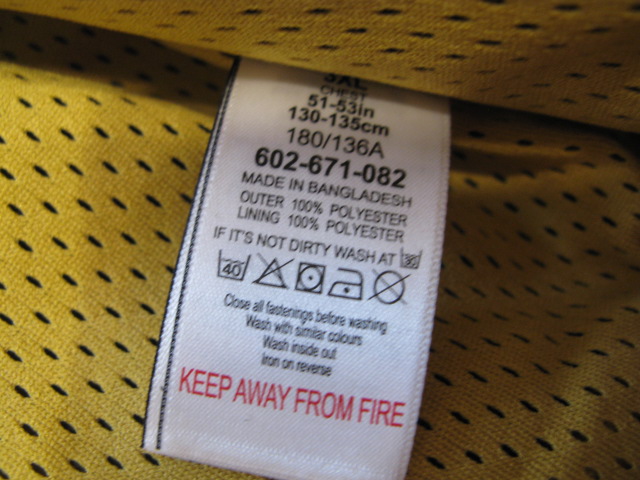 3XL
CHEST
51-53in
130-135cm
180/136A
602-671-082
MADE IN BANGLADESH
OUTER 100% POLYESTER
LINING 100% POLYESTER
IF IT'S NOT DIRTY WASH AT 30
40
Close all fastenings before washing
Wash with similar colours
Wash inside out
Iron on reverse
KEEP AWAY FROM FIRE